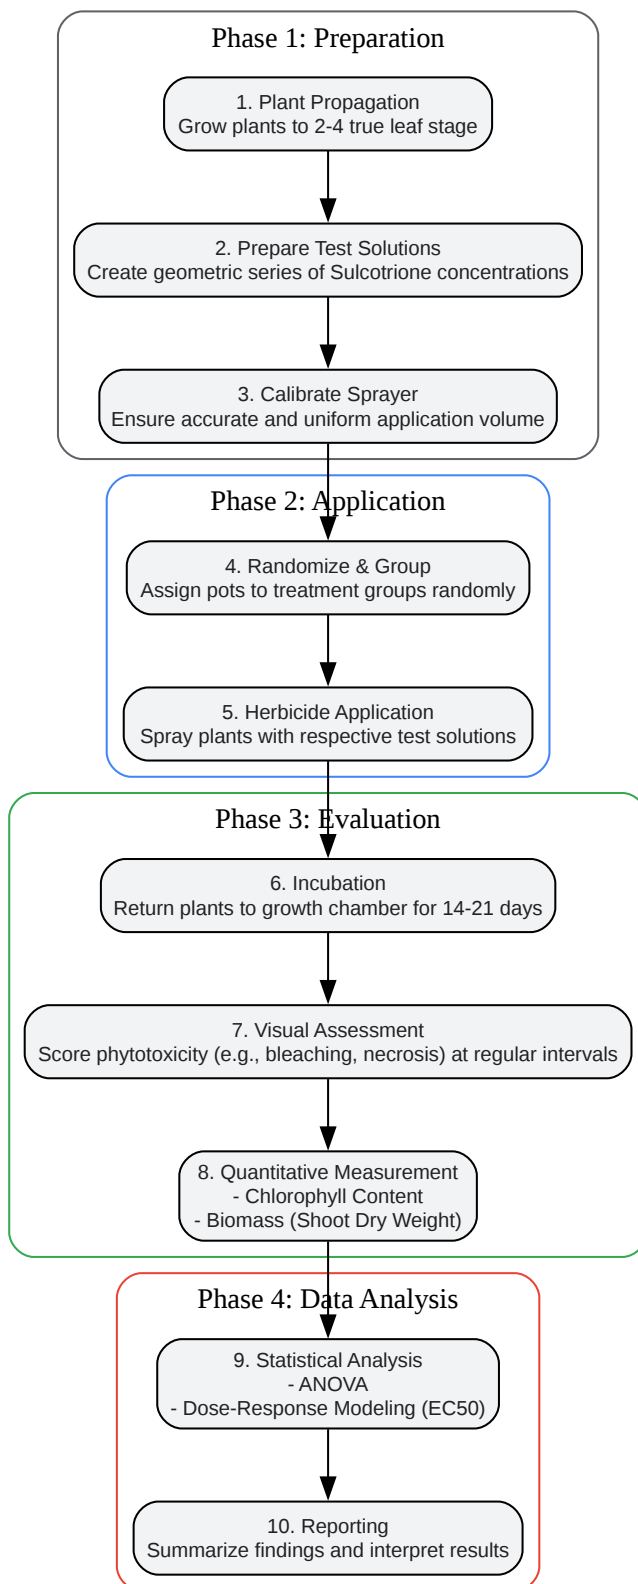 Phase 1: Preparation
1. Plant Propagation
Grow plants to 2-4 true leaf stage
2. Prepare Test Solutions
Create geometric series of Sulcotrione concentrations
3. Calibrate Sprayer
Ensure accurate and uniform application volume
Phase 2: Application
4. Randomize & Group
Assign pots to treatment groups randomly
5. Herbicide Application
Spray plants with respective test solutions
Phase 3: Evaluation
6. Incubation
Return plants to growth chamber for 14-21 days
7. Visual Assessment
Score phytotoxicity (e.g., bleaching, necrosis) at regular intervals
8. Quantitative Measurement
- Chlorophyll Content
- Biomass (Shoot Dry Weight)
Phase 4: Data Analysis
9. Statistical Analysis
- ANOVA
- Dose-Response Modeling (EC50)
10. Reporting
Summarize findings and interpret results